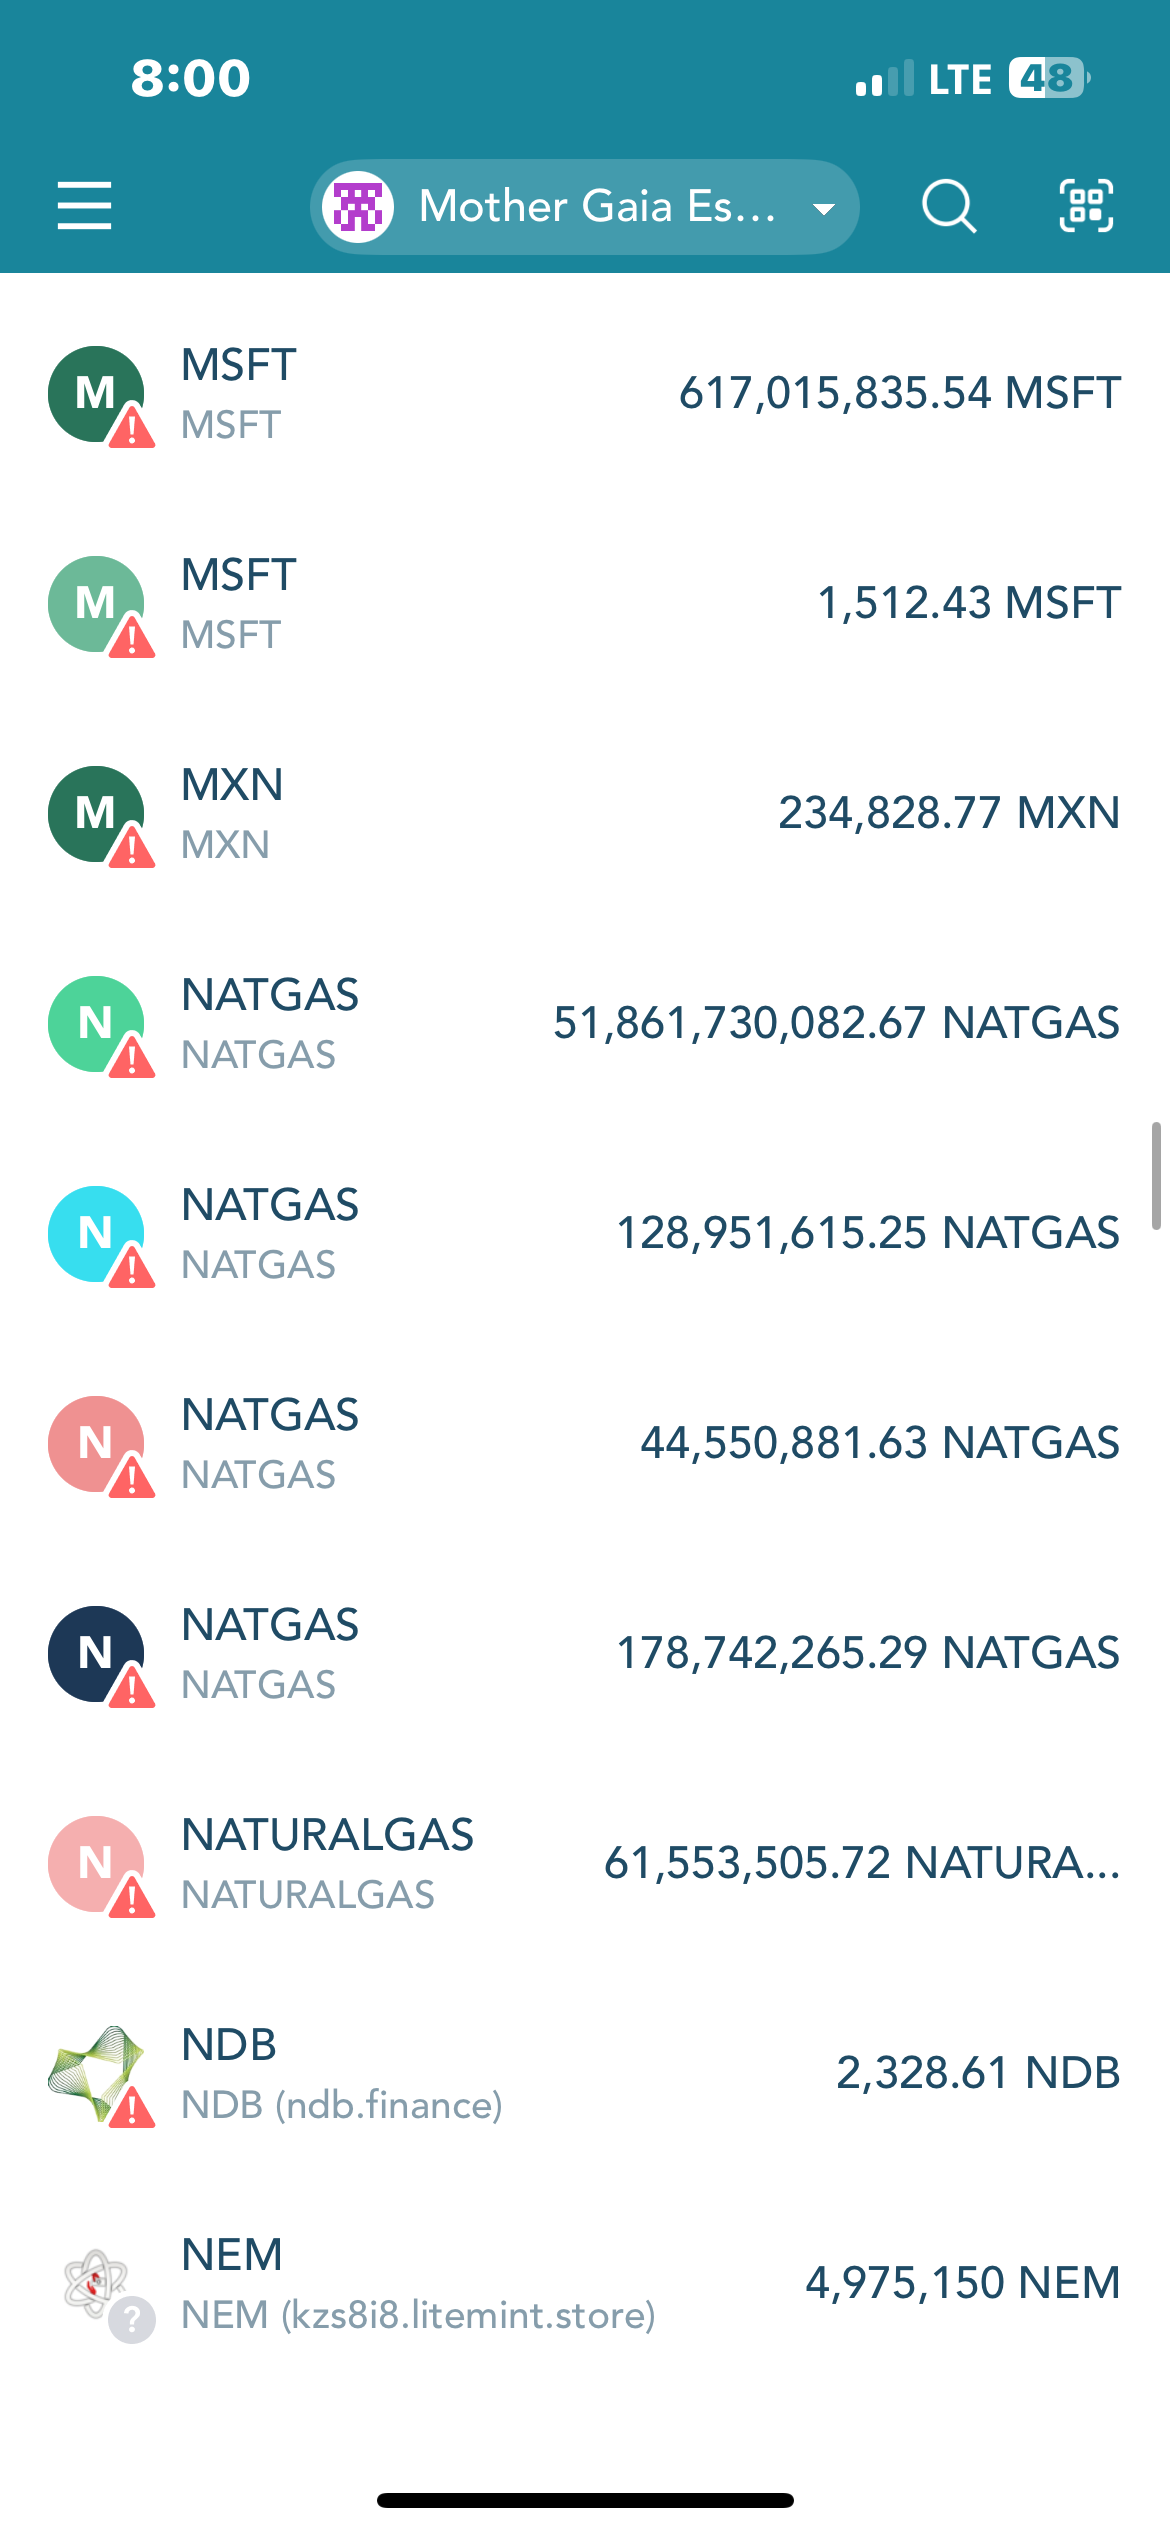 8:00
LTE 48
Mother Gaia Es...
M
MSFT
MSFT
617,015,835.54 MSFT
M
MSFT
MSFT
1,512.43 MSFT
M
MXN
MXN
234,828.77 MXN
N
NATGAS
NATGAS
51,861,730,082.67 NATGAS
N
NATGAS
NATGAS
128,951,615.25 NATGAS
N
NATGAS
NATGAS
44,550,881.63 NATGAS
N
NATGAS
NATGAS
178,742,265.29 NATGAS
N
NATURALGAS
NATURALGAS
61,553,505.72 NATURA...
NDB
NDB (ndb.finance)
2,328.61 NDB
NEM
NEM (kzs8i8.litemint.store)
4,975,150 NEM